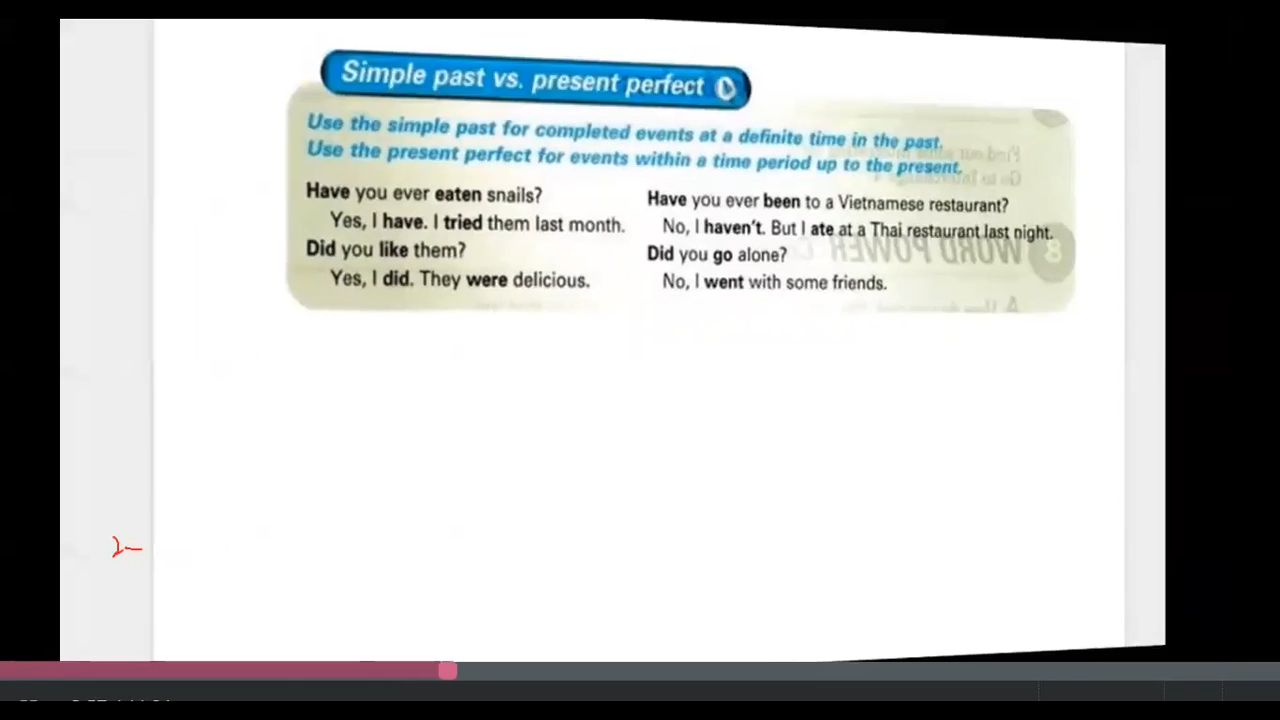 Simple past vs. present perfect
Use the simple past for completed events at a definite time in the past.
Use the present perfect for events within a time period up to the present.
Have you ever eaten snails?
Yes, I have. I tried them last month.
Did you like them?
Yes, I did. They were delicious.
Have you ever been to a Vietnamese restaurant?
No, I haven't. But I ate at a Thai restaurant last night.
Did you go alone?
No, I went with some friends.
8 WORD POWER
2-